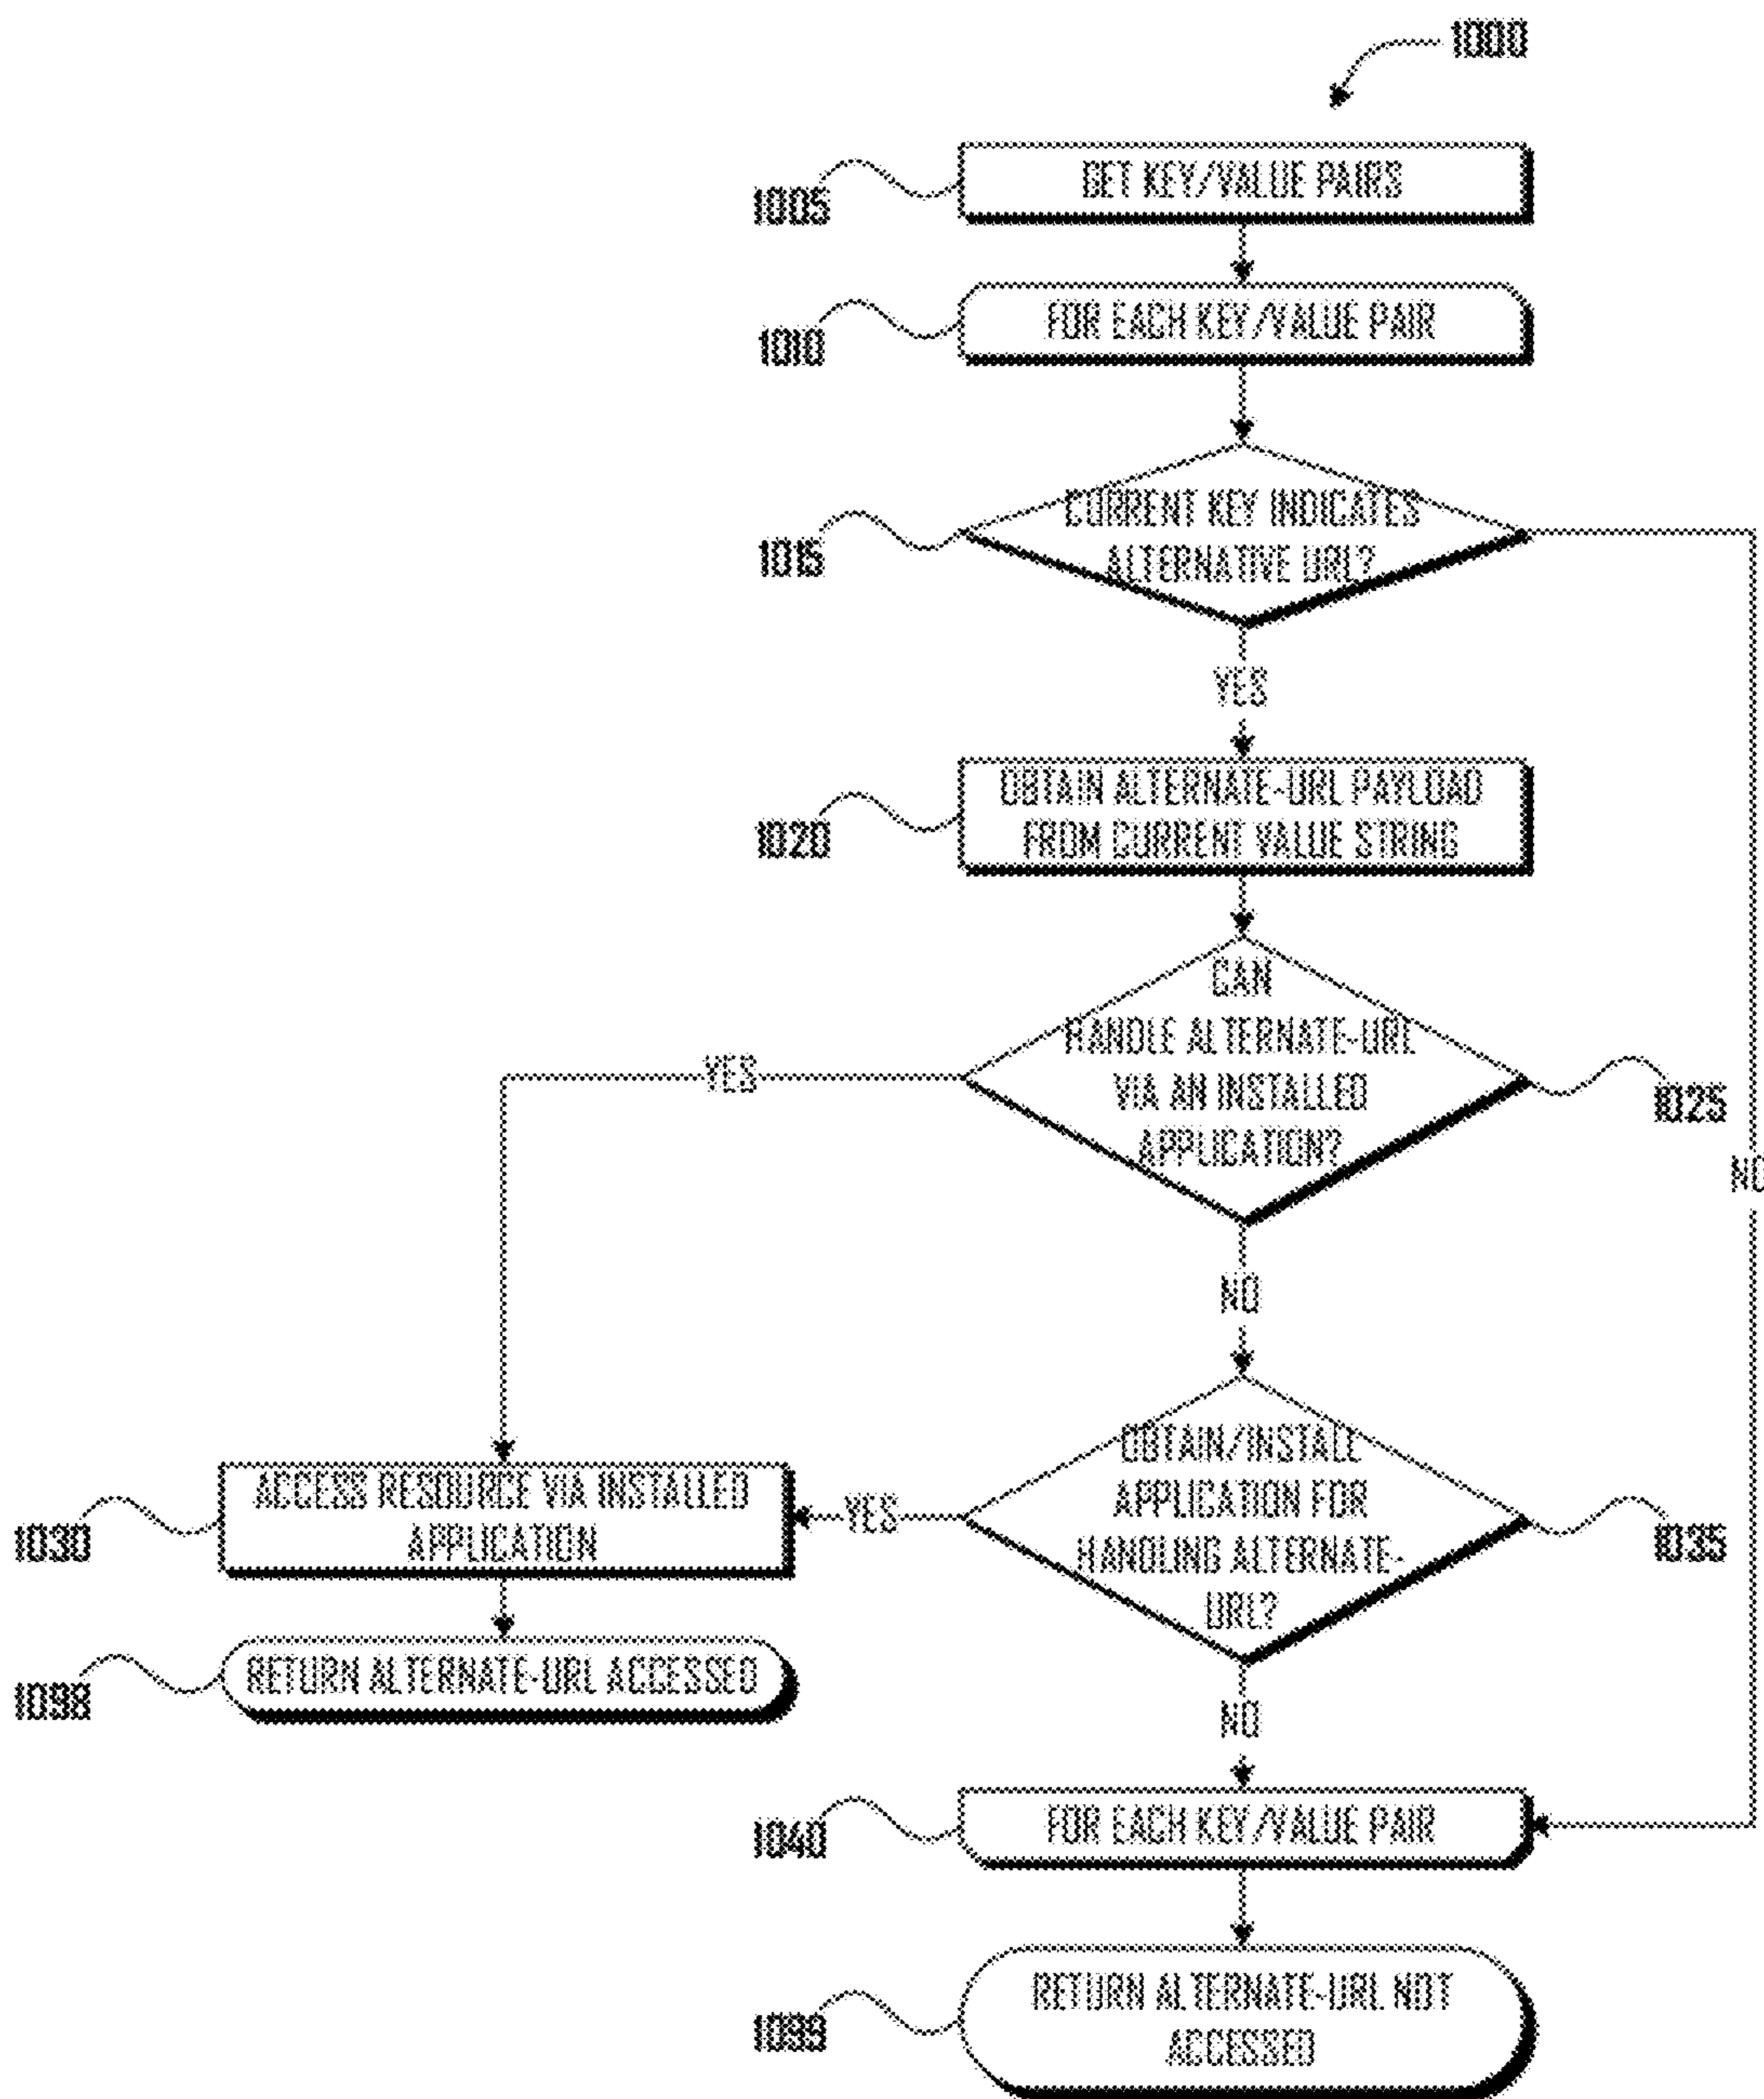 1000
GET KEY/VALUE PAIRS
1005
FOR EACH KEY/VALUE PAIR
1010
CURRENT KEY INDICATES
ALTERNATIVE URL?
1015
YES
OBTAIN ALTERNATE-URL PAYLOAD
FROM CURRENT VALUE STRING
1020
CAN
HANDLE ALTERNATE-URL
VIA AN INSTALLED
APPLICATION?
YES
1025
NO
NO
OBTAIN/INSTALL
APPLICATION FOR
HANDLING ALTERNATE-
URL?
1035
YES
ACCESS RESOURCE VIA INSTALLED
APPLICATION
1030
RETURN ALTERNATE-URL ACCESSED
1098
NO
FOR EACH KEY/VALUE PAIR
1040
RETURN ALTERNATE-URL NOT
ACCESSED
1099